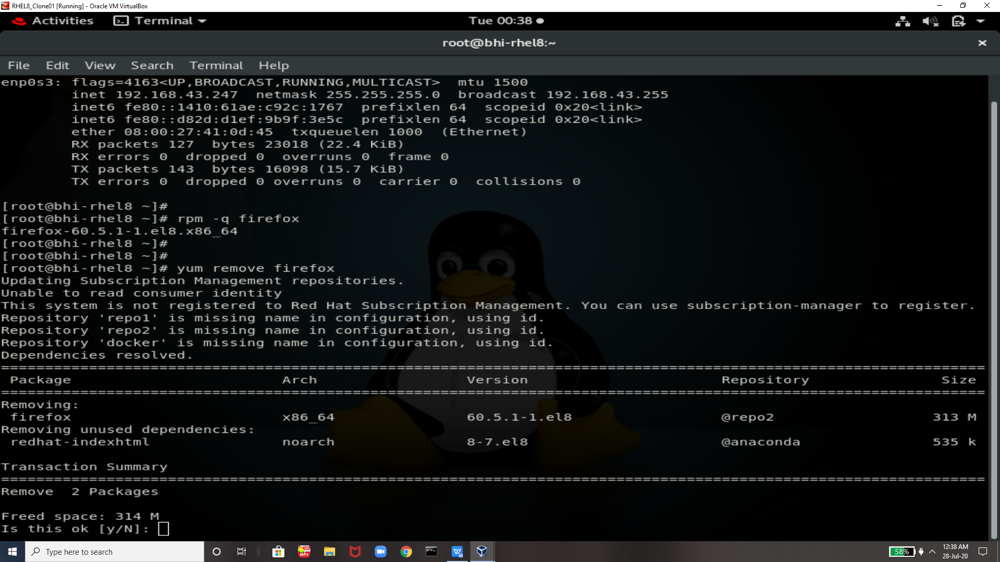 RHEL8_Clone01 [Running] - Oracle VM VirtualBox
Activities Terminal Tue 00:38
root@bhi-rhel8:~
File Edit View Search Terminal Help
enp0s3: flags=4163<UP,BROADCAST,RUNNING,MULTICAST>  mtu 1500
        inet 192.168.43.247  netmask 255.255.255.0  broadcast 192.168.43.255
        inet6 fe80::1410:61ae:c92c:1767  prefixlen 64  scopeid 0x20<link>
        inet6 fe80::d82d:d1ef:9b9f:3e5c  prefixlen 64  scopeid 0x20<link>
        ether 08:00:27:41:0d:45  txqueuelen 1000  (Ethernet)
        RX packets 127  bytes 23018 (22.4 KiB)
        RX errors 0  dropped 0  overruns 0  frame 0
        TX packets 143  bytes 16098 (15.7 KiB)
        TX errors 0  dropped 0 overruns 0  carrier 0  collisions 0
[root@bhi-rhel8 ~]#
[root@bhi-rhel8 ~]# rpm -q firefox
firefox-60.5.1-1.el8.x86_64
[root@bhi-rhel8 ~]#
[root@bhi-rhel8 ~]#
[root@bhi-rhel8 ~]# yum remove firefox
Updating Subscription Management repositories.
Unable to read consumer identity
This system is not registered to Red Hat Subscription Management. You can use subscription-manager to register.
Repository 'repo1' is missing name in configuration, using id.
Repository 'repo2' is missing name in configuration, using id.
Repository 'docker' is missing name in configuration, using id.
Dependencies resolved.
================================================================================================================
 Package                        Arch                 Version                      Repository               Size
================================================================================================================
Removing:
 firefox                        x86_64               60.5.1-1.el8                 @repo2                  313 M
Removing unused dependencies:
 redhat-indexhtml               noarch               8-7.el8                      @anaconda               535 k
Transaction Summary
================================================================================================================
Remove  2 Packages
Freed space: 314 M
Is this ok [y/N]:
Type here to search
MP3
58%
12:38 AM
28-Jul-20